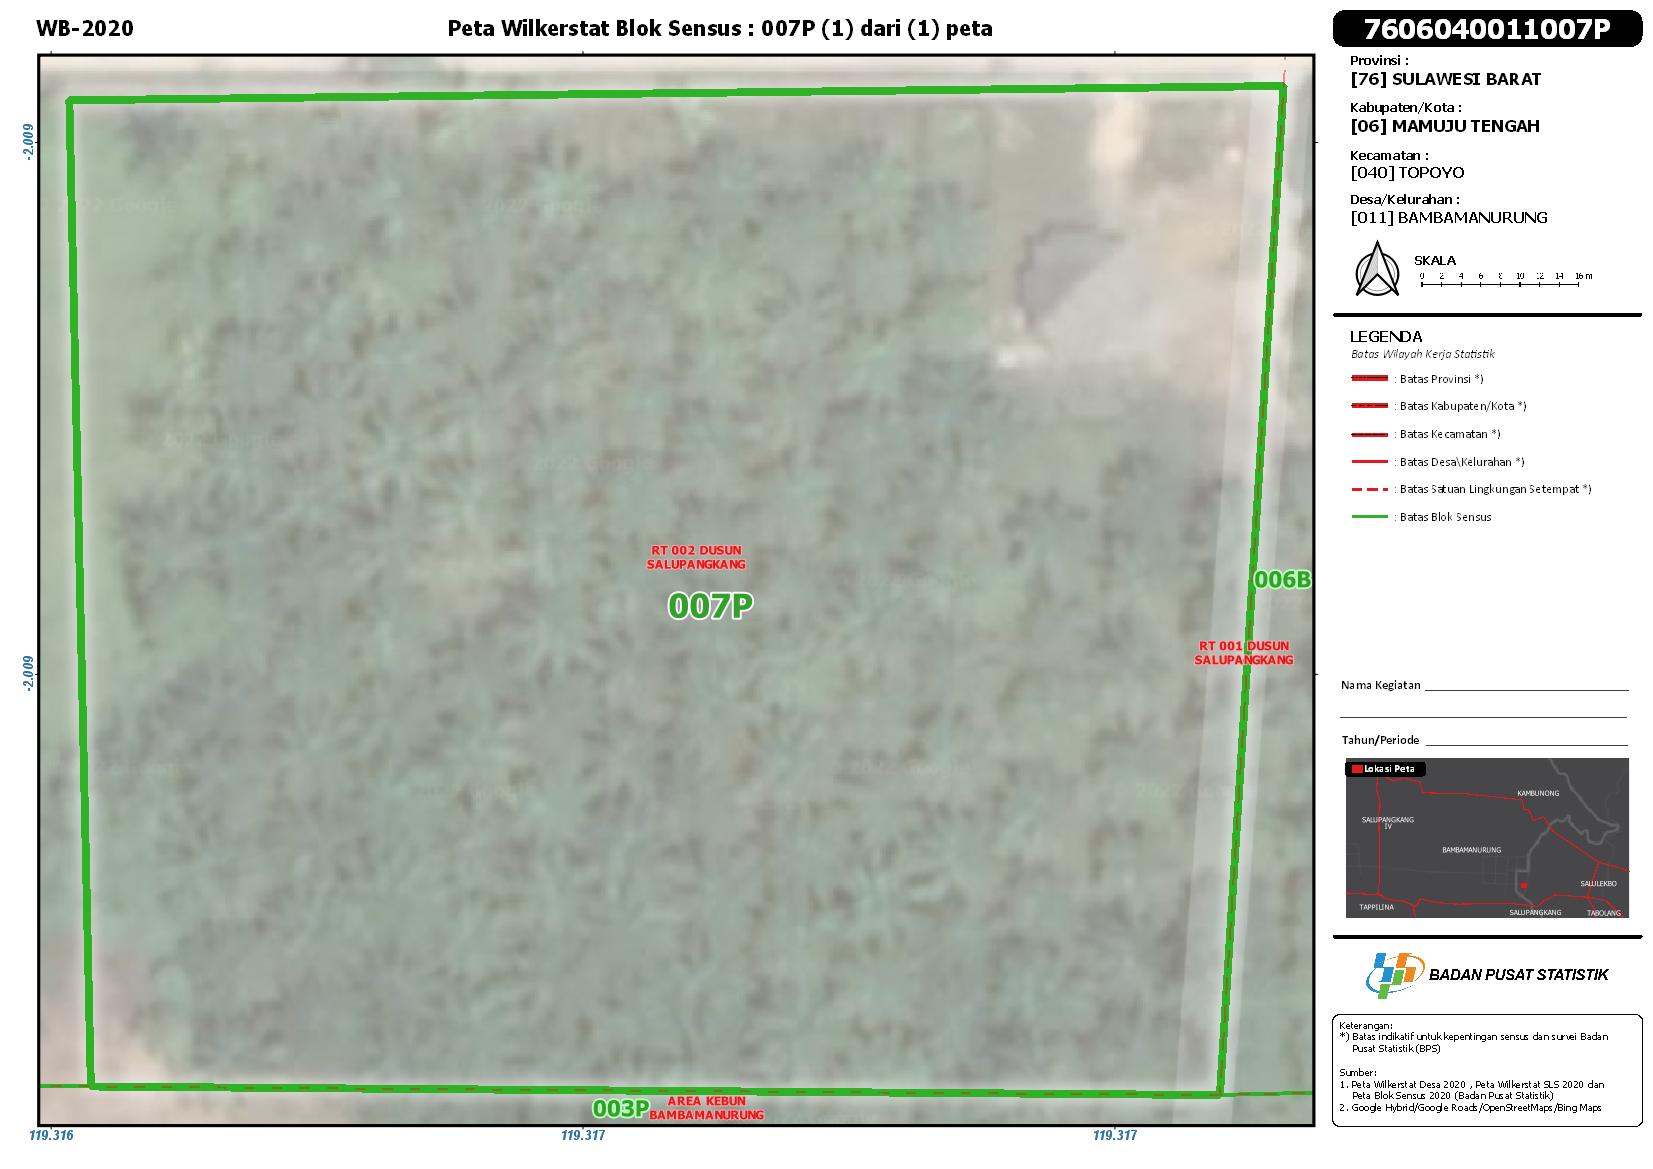 WB-2020
Peta Wilkerstat Blok Sensus : 007P (1) dari (1) peta
7606040011007P
Provinsi :
[76] SULAWESI BARAT
Kabupaten/Kota :
[06] MAMUJU TENGAH
Kecamatan :
[040] TOPOYO
Desa/Kelurahan :
[011] BAMBAMANURUNG
SKALA
0 2 4 6 8 10 12 14 16 m
LEGENDA
Batas Wilayah Kerja Statistik
: Batas Provinsi *)
: Batas Kabupaten/Kota *)
: Batas Kecamatan *)
: Batas Desa\Kelurahan *)
: Batas Satuan Lingkungan Setempat *)
: Batas Blok Sensus
Nama Kegiatan
Tahun/Periode
Lokasi Peta
KAMBUNONG
SALUPANGKANG
IV
BAMBAMANURUNG
SALULEKBO
TAPPILINA
SALUPANGKANG
TABOLANG
BADAN PUSAT STATISTIK
Keterangan:
*) Batas indikatif untuk kepentingan sensus dan survei Badan
Pusat Statistik (BPS)
Sumber:
1. Peta Wilkerstat Desa 2020 , Peta Wilkerstat SLS 2020 dan
Peta Blok Sensus 2020 (Badan Pusat Statistik)
2. Google Hybrid/Google Roads/OpenStreetMaps/Bing Maps
-2.009
-2.009
RT 002 DUSUN
SALUPANGKANG
007P
006B
RT 001 DUSUN
SALUPANGKANG
003P
AREA KEBUN
BAMBAMANURUNG
119.316
119.317
119.317